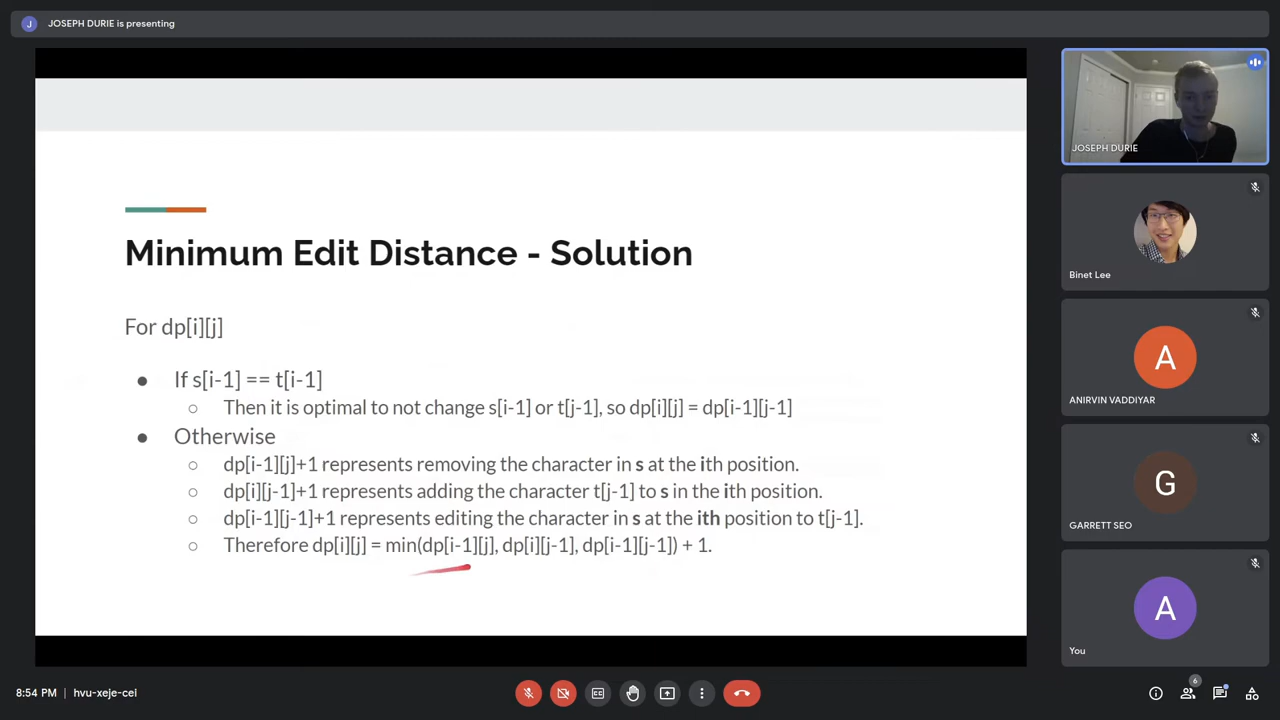 J JOSEPH DURIE is presenting
Minimum Edit Distance - Solution
For dp[i][j]
● If s[i-1] == t[i-1]
○ Then it is optimal to not change s[i-1] or t[j-1], so dp[i][j] = dp[i-1][j-1]
● Otherwise
○ dp[i-1][j]+1 represents removing the character in s at the ith position.
○ dp[i][j-1]+1 represents adding the character t[j-1] to s in the ith position.
○ dp[i-1][j-1]+1 represents editing the character in s at the ith position to t[j-1].
○ Therefore dp[i][j] = min(dp[i-1][j], dp[i][j-1], dp[i-1][j-1]) + 1.
JOSEPH DURIE
Binet Lee
A
ANIRVIN VADDIYAR
G
GARRETT SEO
A
You
8:54 PM | hvu-xeje-cei
CC
6